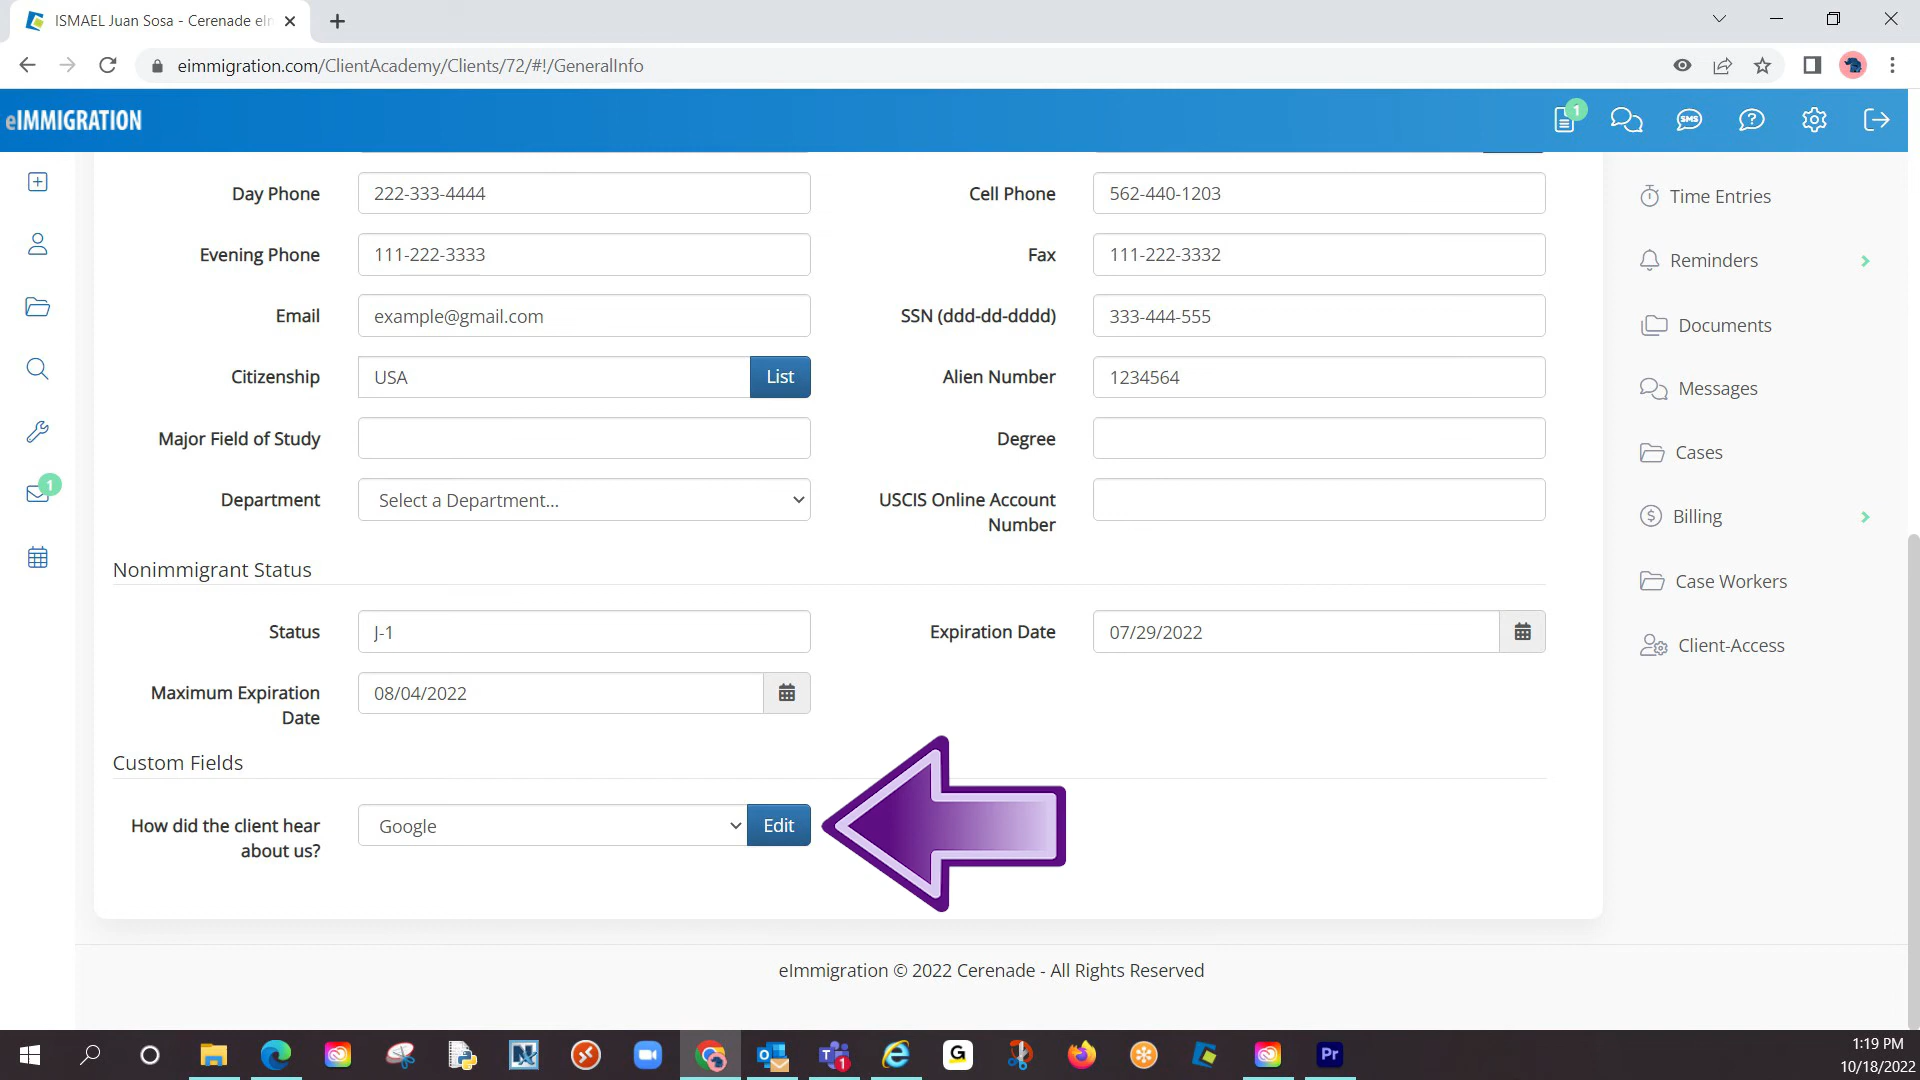 ISMAEL Juan Sosa - Cerenade eIn
eimmigration.com/ClientAcademy/Clients/72/#!/GeneralInfo
eIMMIGRATION
1
SMS
Day Phone 222-333-4444 Cell Phone 562-440-1203
Time Entries
Evening Phone 111-222-3333 Fax 111-222-3332
Reminders
Email example@gmail.com SSN (ddd-dd-dddd) 333-444-555
Documents
Citizenship USA List Alien Number 1234564
Messages
Major Field of Study Degree
Cases
1
Department Select a Department... USCIS Online Account
Number
Billing
Nonimmigrant Status
Case Workers
Status J-1 Expiration Date 07/29/2022
Client-Access
Maximum Expiration
Date
08/04/2022
Custom Fields
How did the client hear
about us?
Google Edit
eImmigration © 2022 Cerenade - All Rights Reserved
1:19 PM
10/18/2022
G
Pr
1